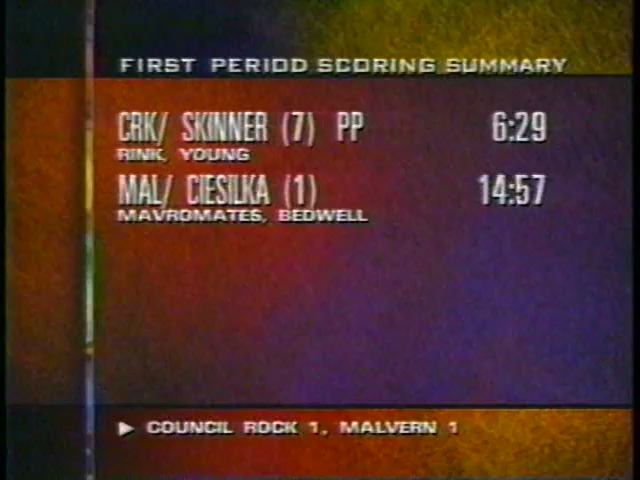 FIRST PERIOD SCORING SUMMARY
CRK/ SKINNER (7) PP 6:29
RINK, YOUNG
MAL/ CIESILKA (1) 14:57
MAVROMATES, BEDWELL
▶ COUNCIL ROCK 1, MALVERN 1